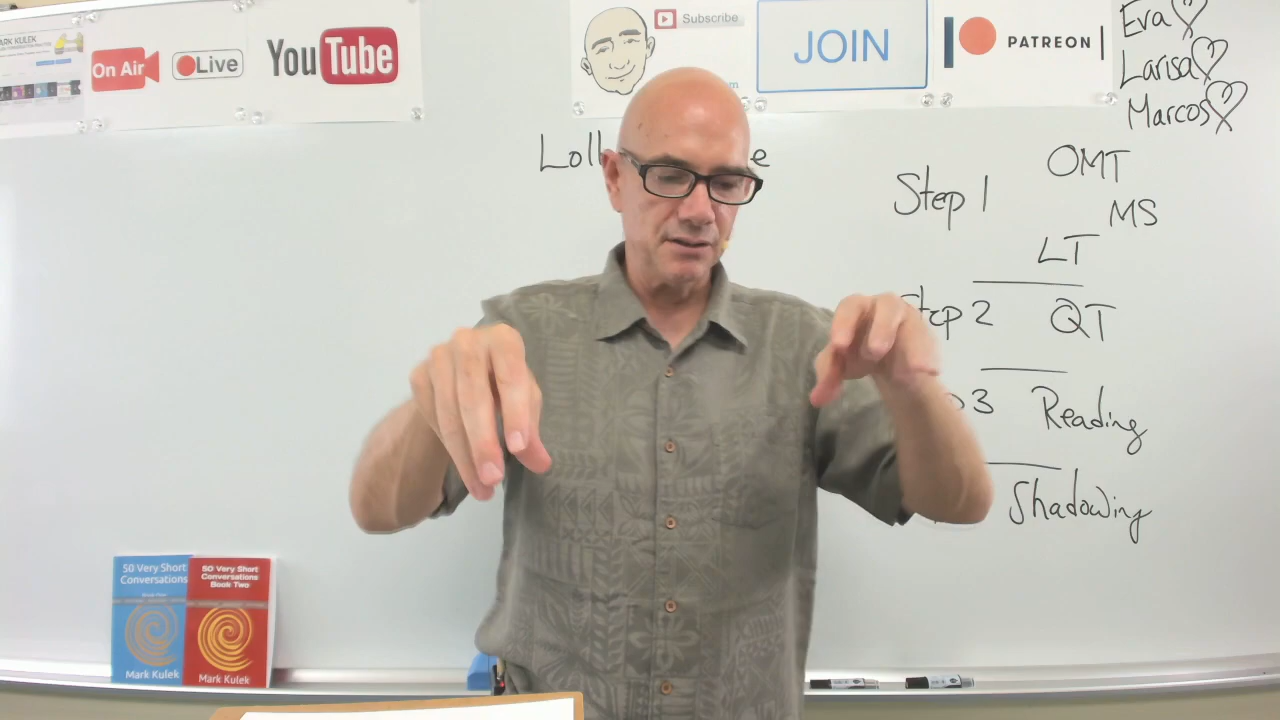 MARK KULEK
On Air
Live
YouTube
Subscribe
JOIN
PATREON
Eva
Larisa
Marcos
Step 1
OMT
MS
LT
2
QT
3
Reading
Shadowing
50 Very Short
Conversations
Mark Kulek
50 Very Short
Conversations
Book Two
Mark Kulek